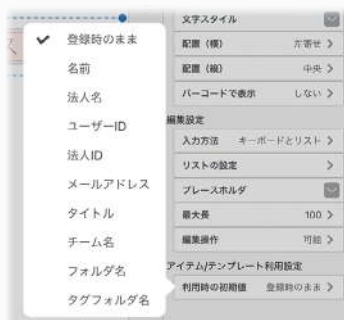 ✔ 登録時のまま
名前
法人名
ユーザーID
法人ID
メールアドレス
タイトル
チーム名
フォルダ名
タグフォルダ名
文字スタイル
配置（横） 左寄せ
配置（縦） 中央
バーコードで表示 しない
編集設定
入力方法 キーボードとリスト
リストの設定
プレースホルダ
最大長 100
編集操作 可能
アイテム/テンプレート利用設定
利用時の初期値 登録時のまま